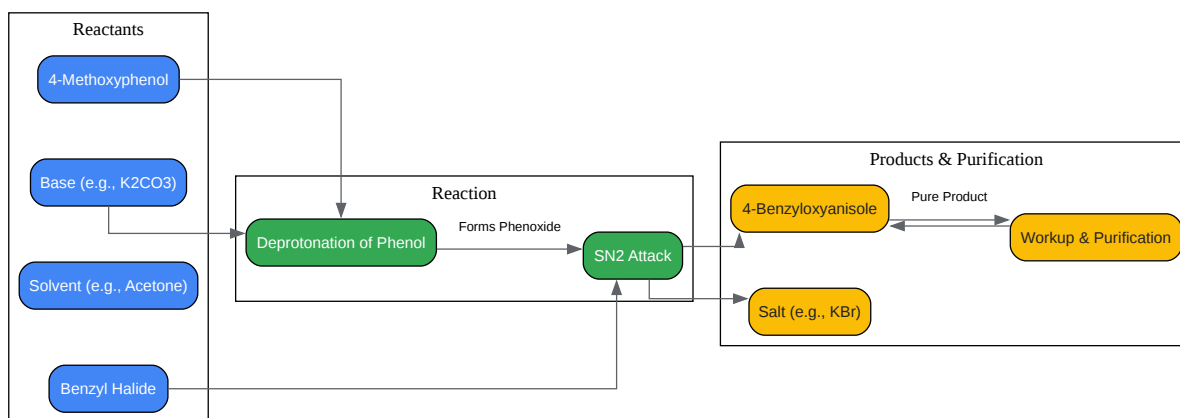 Reactants
4-Methoxyphenol
Base (e.g., K2CO3)
Solvent (e.g., Acetone)
Benzyl Halide
Reaction
Deprotonation of Phenol
Forms Phenoxide
SN2 Attack
Products & Purification
4-Benzyloxyanisole
Pure Product
Workup & Purification
Salt (e.g., KBr)